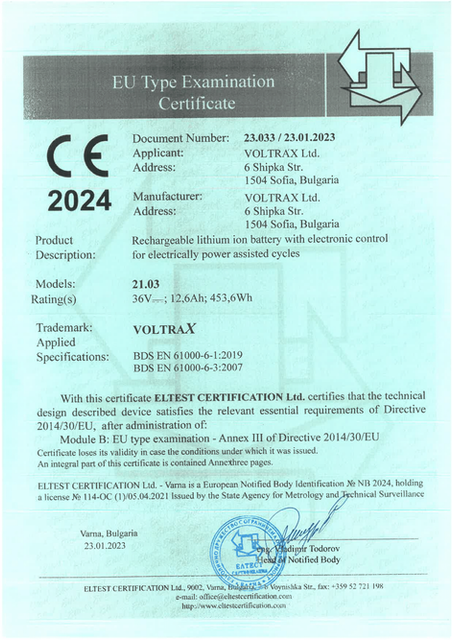 EU Type Examination
Certificate
CE
2024
Document Number: 23.033 / 23.01.2023
Applicant: VOLTRAX Ltd.
Address: 6 Shipka Str.
1504 Sofia, Bulgaria
Manufacturer: VOLTRAX Ltd.
Address: 6 Shipka Str.
1504 Sofia, Bulgaria
Product Rechargeable lithium ion battery with electronic control
Description: for electrically power assisted cycles
Models: 21.03
Rating(s) 36V⎓; 12,6Ah; 453,6Wh
Trademark: VOLTRAX
Applied
Specifications: BDS EN 61000-6-1:2019
BDS EN 61000-6-3:2007
With this certificate ELTEST CERTIFICATION Ltd. certifies that the technical
design described device satisfies the relevant essential requirements of Directive
2014/30/EU, after administration of:
Module B: EU type examination - Annex III of Directive 2014/30/EU
Certificate loses its validity in case the conditions under which it was issued.
An integral part of this certificate is contained Annexthree pages.
ELTEST CERTIFICATION Ltd. - Varna is a European Notified Body Identification № NB 2024, holding
a license № 114-OC (1)/05.04.2021 Issued by the State Agency for Metrology and Technical Surveillance
Varna, Bulgaria
23.01.2023
eng. Vladimir Todorov
Head of Notified Body
ЕЛТЕСТ
ELTEST CERTIFICATION Ltd., 9002, Varna, Bulgaria, 6 Voynishka Str., fax: +359 52 721 198
e-mail: office@eltestcertification.com
http://www.eltestcertification.com